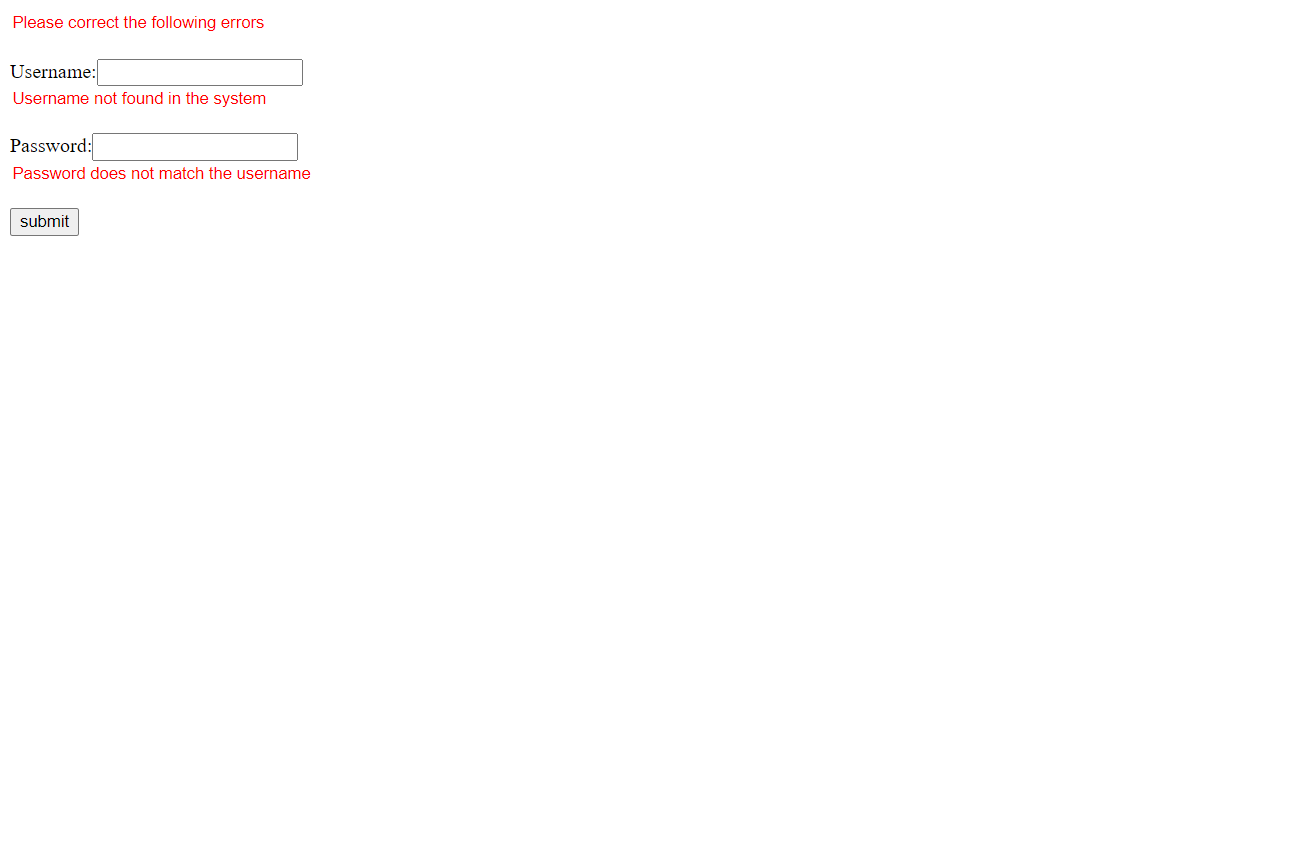 Please correct the following errors
Username:
Username not found in the system
Password:
Password does not match the username
submit